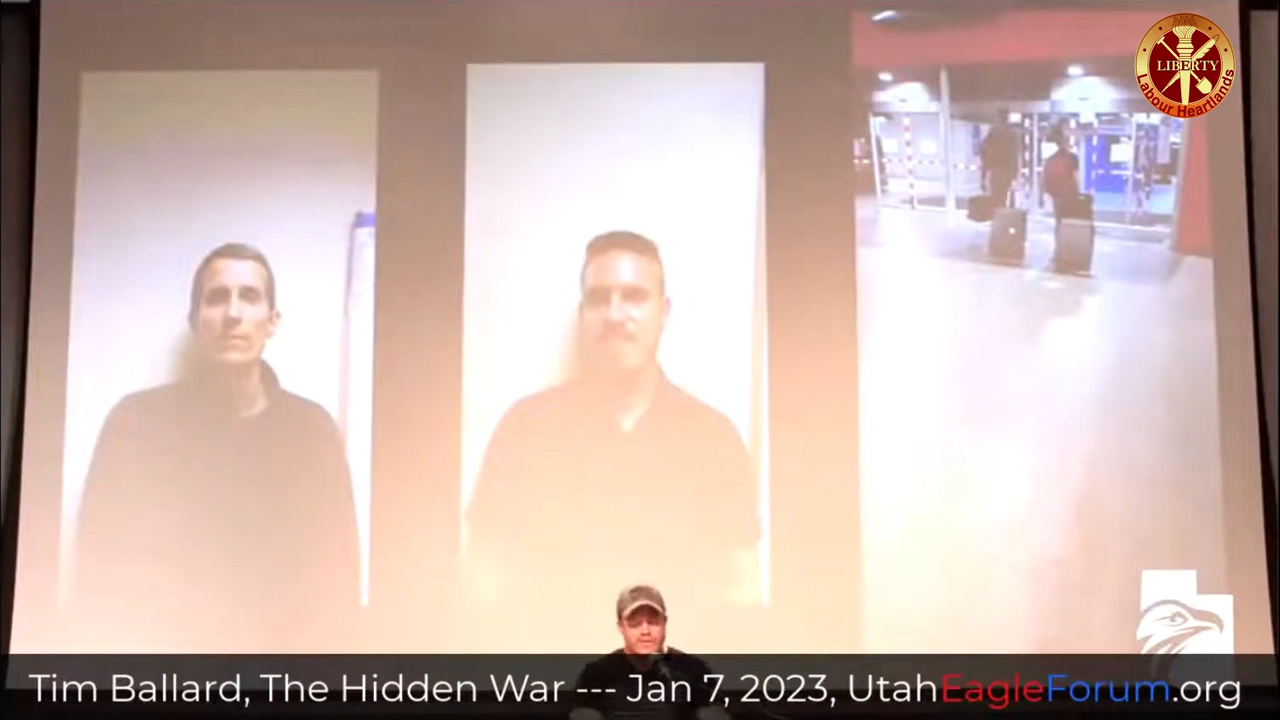 LIBERTY
Labour Heartlands
Tim Ballard, The Hidden War --- Jan 7, 2023, UtahEagleForum.org